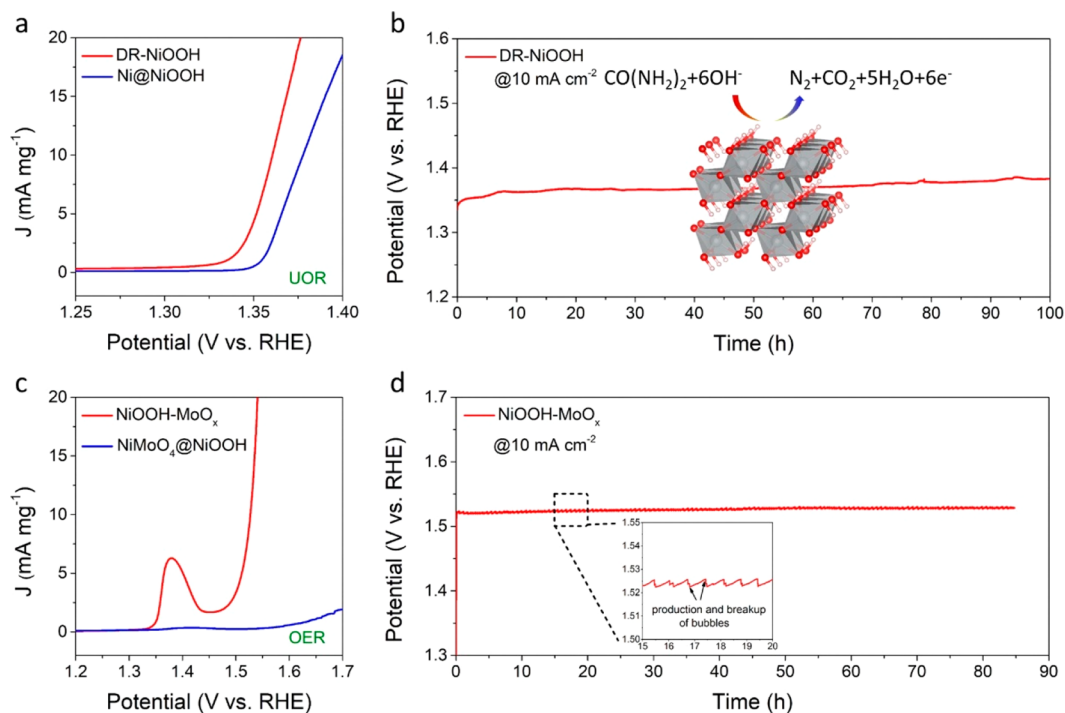 a
20
15
10
5
0
J (mA mg⁻¹)
DR-NiOOH
Ni@NiOOH
UOR
1.25 1.30 1.35 1.40
Potential (V vs. RHE)
b
1.6
1.5
1.4
1.3
1.2
Potential (V vs. RHE)
DR-NiOOH
@10 mA cm⁻² CO(NH₂)₂+6OH⁻ N₂+CO₂+5H₂O+6e⁻
0 10 20 30 40 50 60 70 80 90 100
Time (h)
c
20
15
10
5
0
J (mA mg⁻¹)
NiOOH-MoOₓ
NiMoO₄@NiOOH
OER
1.2 1.3 1.4 1.5 1.6 1.7
Potential (V vs. RHE)
d
1.7
1.6
1.5
1.4
1.3
Potential (V vs. RHE)
NiOOH-MoOₓ
@10 mA cm⁻²
1.55
1.54
1.53
1.52
1.51
1.50
production and breakup
of bubbles
15 16 17 18 19 20
0 10 20 30 40 50 60 70 80 90
Time (h)